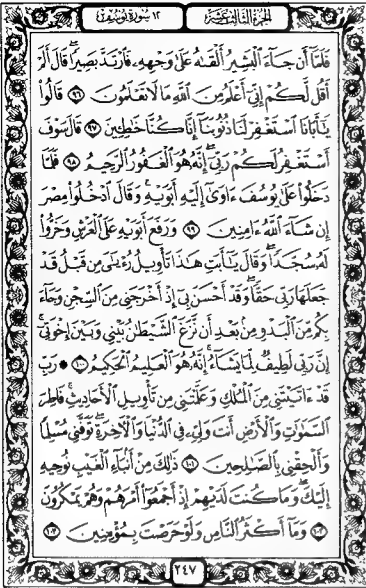 الجزء الثالث عشر ١٢ سورة يوسف
فَلَمَّآ أَن جَآءَ ٱلْبَشِيرُ أَلْقَىٰهُ عَلَىٰ وَجْهِهِۦ فَٱرْتَدَّ بَصِيرًا ۖ قَالَ أَلَمْ
أَقُل لَّكُمْ إِنِّىٓ أَعْلَمُ مِنَ ٱللَّهِ مَا لَا تَعْلَمُونَ ٩٦ قَالُوا۟
يَـٰٓأَبَانَا ٱسْتَغْفِرْ لَنَا ذُنُوبَنَآ إِنَّا كُنَّا خَـٰطِـِٔينَ ٩٧ قَالَ سَوْفَ
أَسْتَغْفِرُ لَكُمْ رَبِّىٓ ۖ إِنَّهُۥ هُوَ ٱلْغَفُورُ ٱلرَّحِيمُ ٩٨ فَلَمَّا
دَخَلُوا۟ عَلَىٰ يُوسُفَ ءَاوَىٰٓ إِلَيْهِ أَبَوَيْهِ وَقَالَ ٱدْخُلُوا۟ مِصْرَ
إِن شَآءَ ٱللَّهُ ءَامِنِينَ ٩٩ وَرَفَعَ أَبَوَيْهِ عَلَى ٱلْعَرْشِ وَخَرُّوا۟
لَهُۥ سُجَّدًا ۖ وَقَالَ يَـٰٓأَبَتِ هَـٰذَا تَأْوِيلُ رُءْيَـٰىَ مِن قَبْلُ قَدْ
جَعَلَهَا رَبِّى حَقًّا ۖ وَقَدْ أَحْسَنَ بِىٓ إِذْ أَخْرَجَنِى مِنَ ٱلسِّجْنِ وَجَآءَ
بِكُم مِّنَ ٱلْبَدْوِ مِنۢ بَعْدِ أَن نَّزَغَ ٱلشَّيْطَـٰنُ بَيْنِى وَبَيْنَ إِخْوَتِىٓ ۚ
إِنَّ رَبِّى لَطِيفٌ لِّمَا يَشَآءُ ۚ إِنَّهُۥ هُوَ ٱلْعَلِيمُ ٱلْحَكِيمُ ١٠٠ رَبِّ
قَدْ ءَاتَيْتَنِى مِنَ ٱلْمُلْكِ وَعَلَّمْتَنِى مِن تَأْوِيلِ ٱلْأَحَادِيثِ ۚ فَاطِرَ
ٱلسَّمَـٰوَٰتِ وَٱلْأَرْضِ أَنتَ وَلِىِّۦ فِى ٱلدُّنْيَا وَٱلْـَٔاخِرَةِ ۖ تَوَفَّنِى مُسْلِمًا
وَأَلْحِقْنِى بِٱلصَّـٰلِحِينَ ١٠١ ذَٰلِكَ مِنْ أَنۢبَآءِ ٱلْغَيْبِ نُوحِيهِ
إِلَيْكَ ۖ وَمَا كُنتَ لَدَيْهِمْ إِذْ أَجْمَعُوٓا۟ أَمْرَهُمْ وَهُمْ يَمْكُرُونَ
١٠٢ وَمَآ أَكْثَرُ ٱلنَّاسِ وَلَوْ حَرَصْتَ بِمُؤْمِنِينَ ١٠٣
٢٤٧